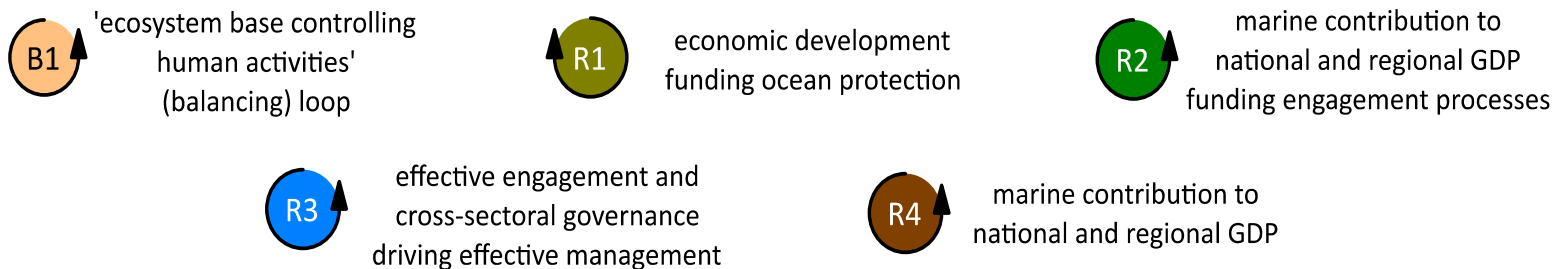 B1
'ecosystem base controlling
human activities'
(balancing) loop
R1
economic development
funding ocean protection
R2
marine contribution to
national and regional GDP
funding engagement processes
R3
effective engagement and
cross-sectoral governance
driving effective management
R4
marine contribution to
national and regional GDP